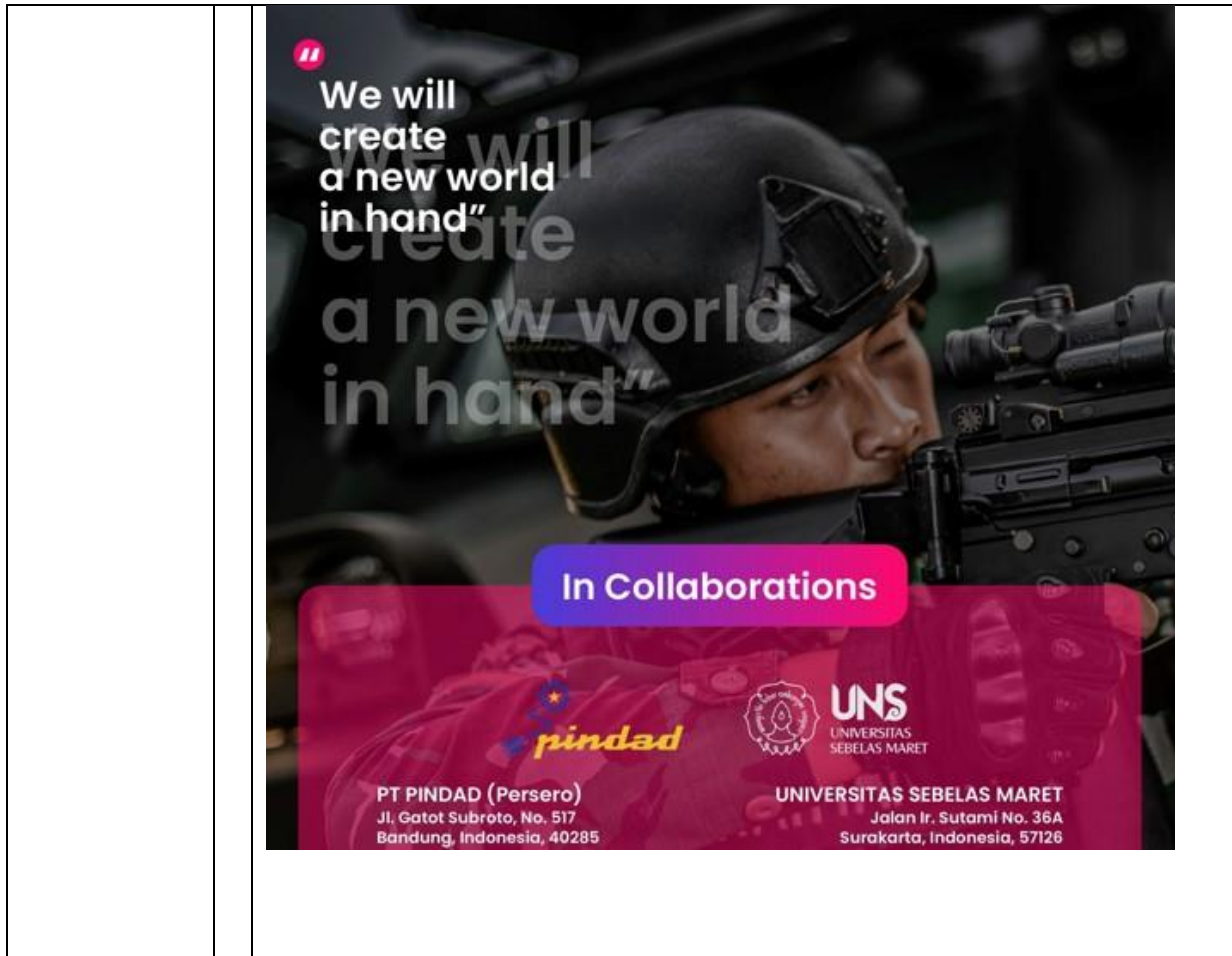 “
We will
create
a new world
in hand”
We will
create
a new world
in hand”
In Collaborations
pindad
UNS
UNIVERSITAS
SEBELAS MARET
PT PINDAD (Persero)
Jl. Gatot Subroto, No. 517
Bandung, Indonesia, 40285
UNIVERSITAS SEBELAS MARET
Jalan Ir. Sutami No. 36A
Surakarta, Indonesia, 57126